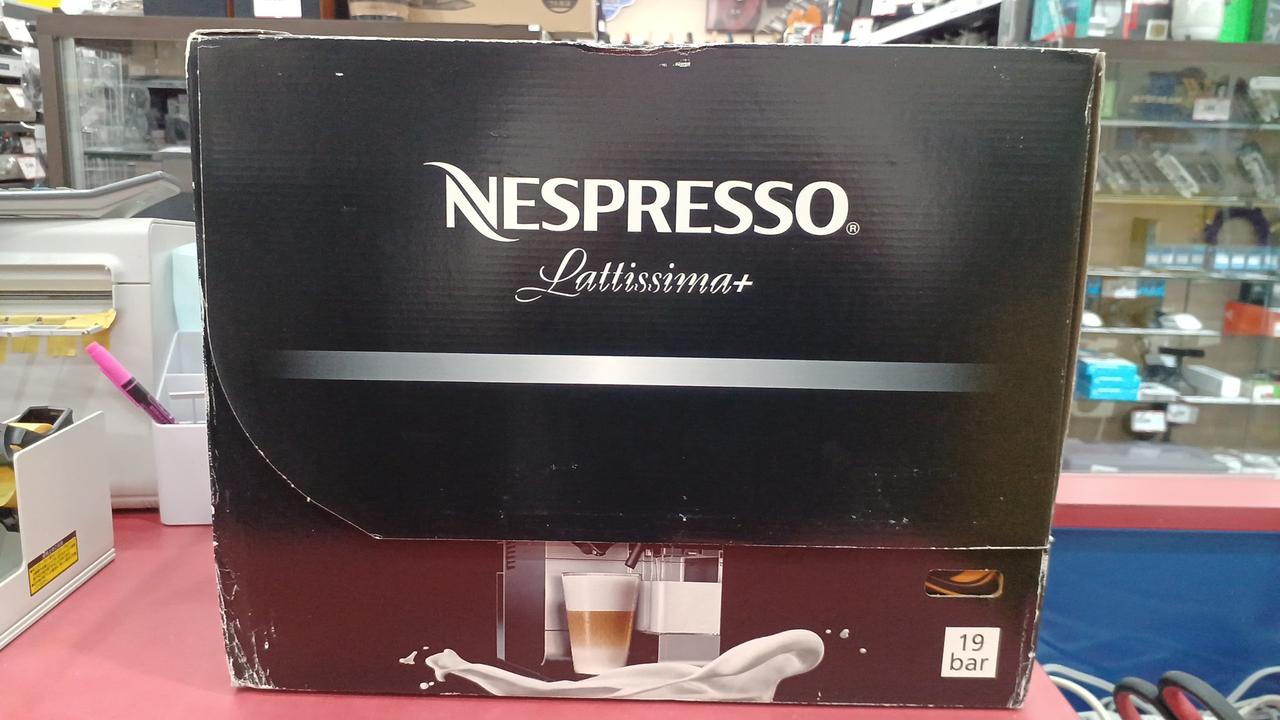 NESPRESSO®
Lattissima+
19
bar